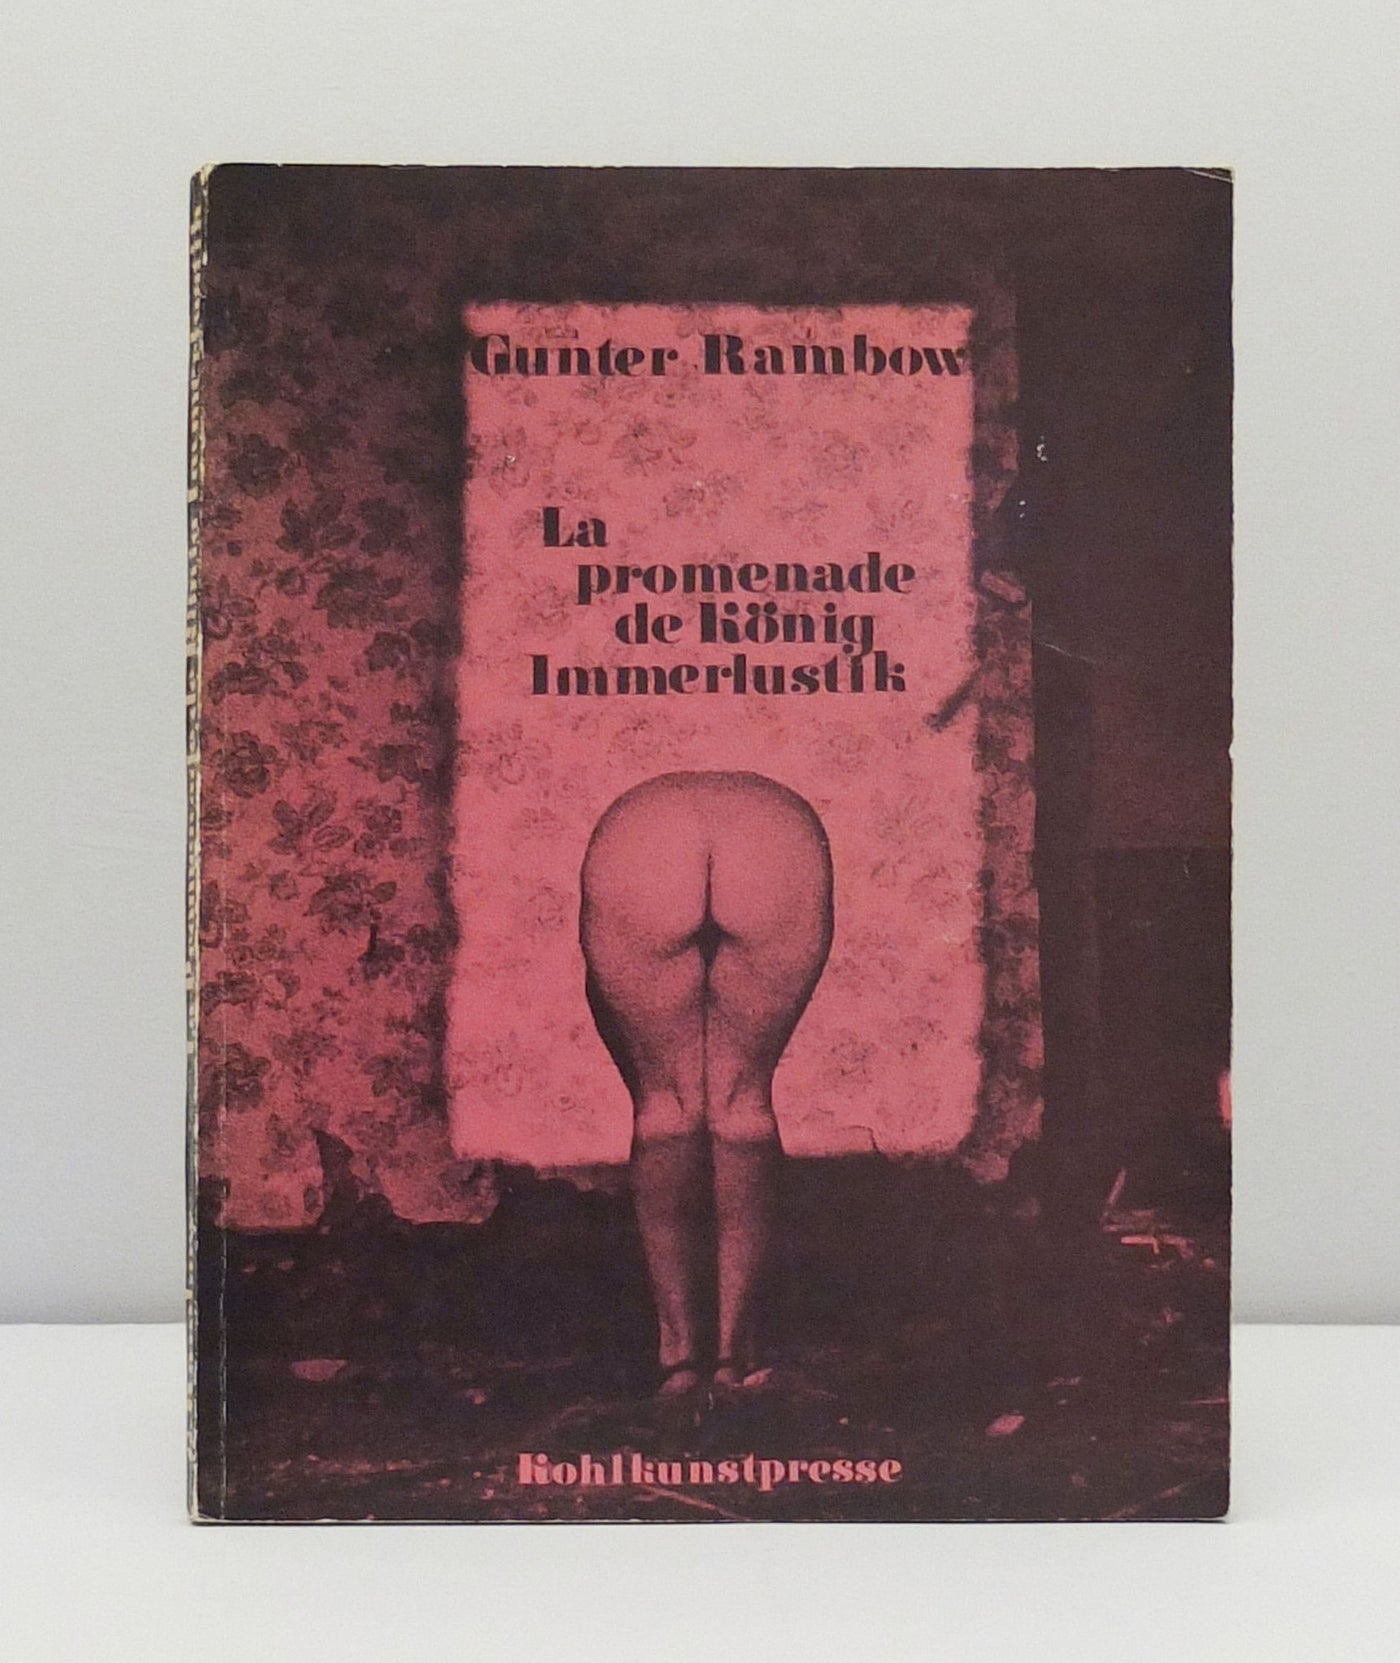 Gunter Rambow
La
promenade
de König
Immerlustik
Kohlkunstpresse